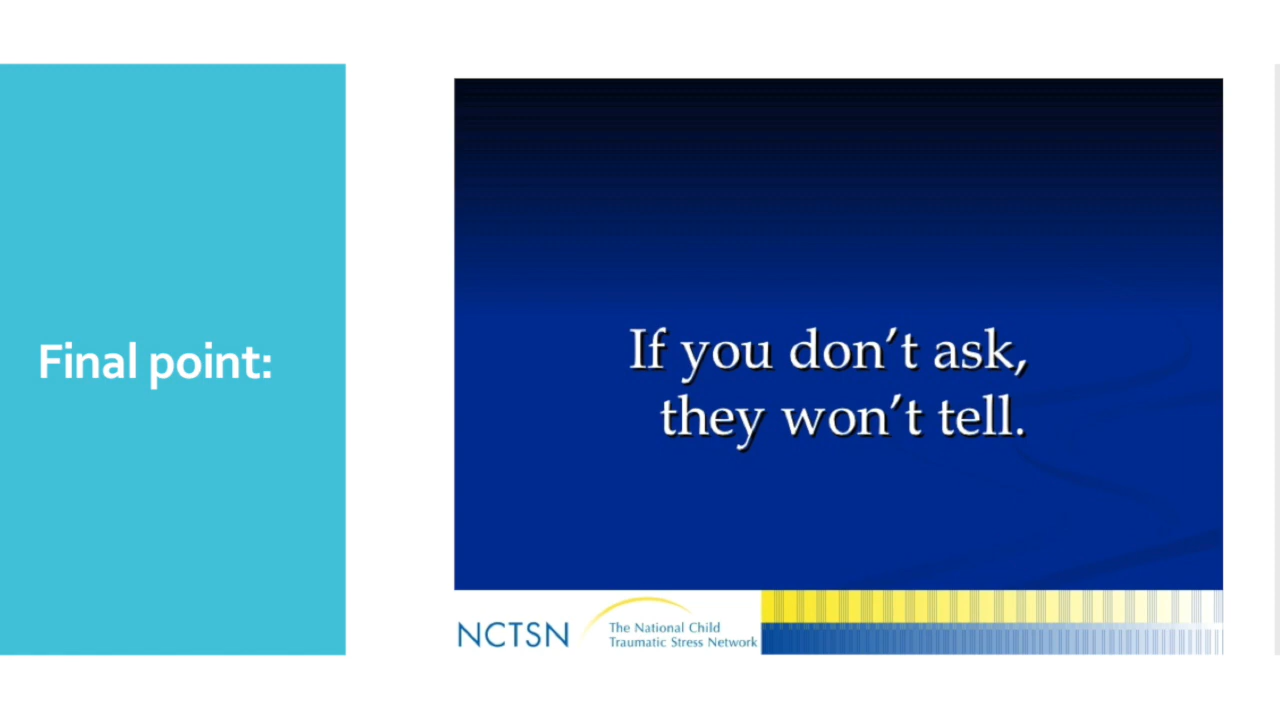 Final point:
If you don’t ask,
they won’t tell.
NCTSN
The National Child
Traumatic Stress Network